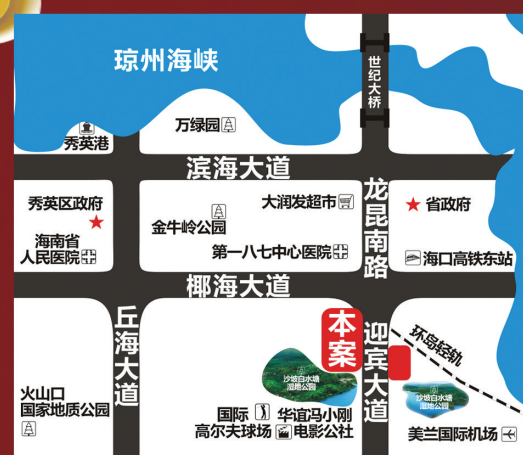 琼州海峡
世纪大桥
万绿园
秀英港
滨海大道
秀英区政府
金牛岭公园
大润发超市
龙昆南路
省政府
海南省
人民医院
第一八七中心医院
海口高铁东站
椰海大道
丘海大道
本案
迎宾大道
环岛轻轨
沙坡白水塘
湿地公园
沙坡白水塘
湿地公园
火山口
国家地质公园
国际
高尔夫球场
华谊冯小刚
电影公社
美兰国际机场